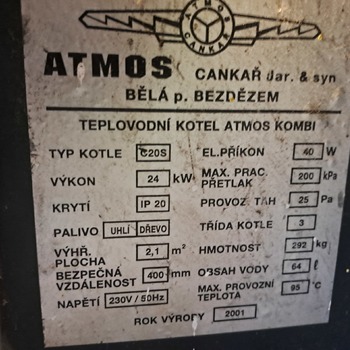 ATMOS
CANKAŘ
ATMOS CANKAŘ Jar. & syn
BĚLÁ p. BEZDĚZEM
TEPLOVODNÍ KOTEL ATMOS KOMBI
TYP KOTLE C20S EL.PŘÍKON 40 W
VÝKON 24 kW MAX. PRAC. PŘETLAK 200 kPa
KRYTÍ IP 20 PROVOZ. TAH 25 Pa
PALIVO UHLÍ DŘEVO TŘÍDA KOTLE 3
VÝHŘ. PLOCHA 2,1 m² HMOTNOST 292 kg
BEZPEČNÁ VZDÁLENOST 400 mm OBSAH VODY 64 ℓ
NAPĚTÍ 230V / 50Hz MAX. PROVOZNÍ TEPLOTA 95 °C
ROK VÝROBY 2001